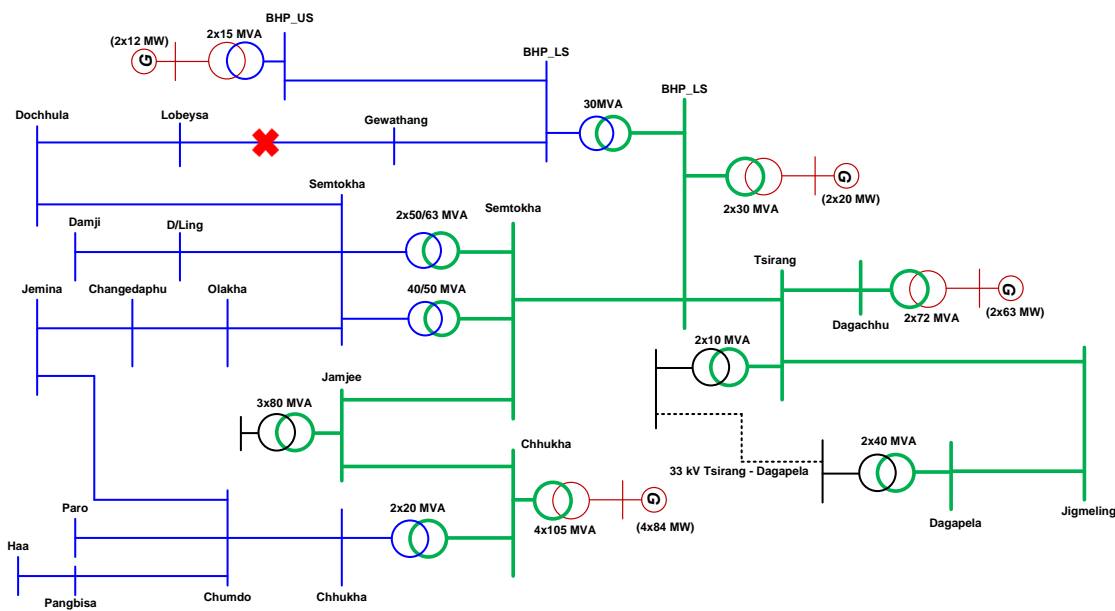 BHP_US
(2x12 MW)
2x15 MVA
G
BHP_LS
BHP_LS
Dochhula
Lobeysa
Gewathang
30MVA
Semtokha
Damji
D/Ling
2x50/63 MVA
Semtokha
2x30 MVA
G
(2x20 MW)
Jemina
Changedaphu
Olakha
40/50 MVA
Tsirang
Dagachhu
2x72 MVA
G
(2x63 MW)
2x10 MVA
Jamjee
3x80 MVA
Chhukha
2x40 MVA
33 kV Tsirang - Dagapela
Dagapela
Jigmeling
Paro
2x20 MVA
4x105 MVA
G
(4x84 MW)
Haa
Pangbisa
Chumdo
Chhukha